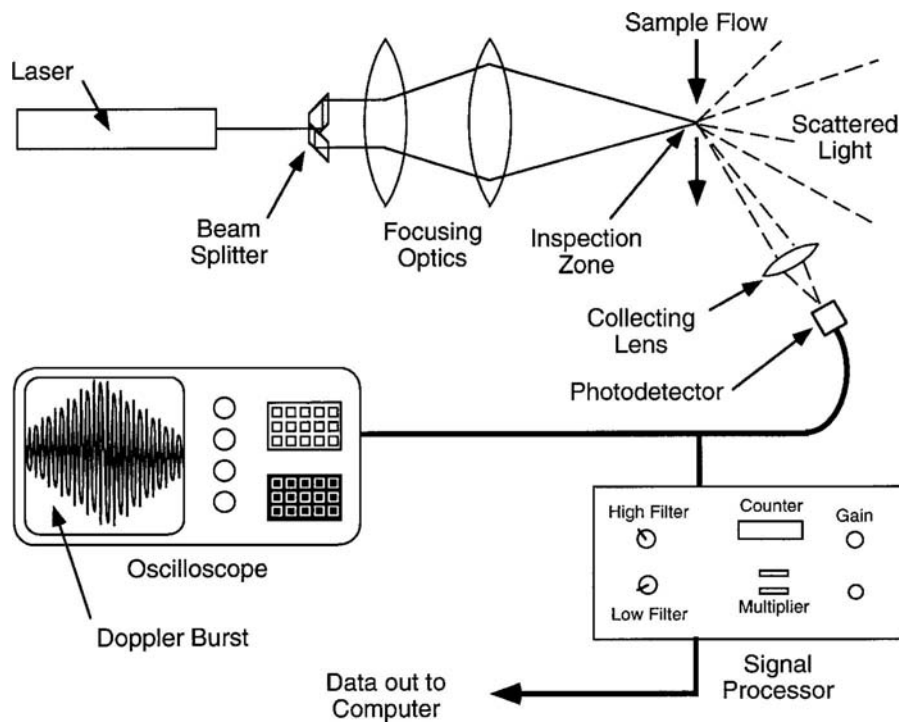 Sample Flow
Laser
Scattered
Light
Beam
Splitter
Focusing
Optics
Inspection
Zone
Collecting
Lens
Photodetector
High Filter
Counter
Gain
Low Filter
Multiplier
Oscilloscope
Doppler Burst
Signal
Processor
Data out to
Computer